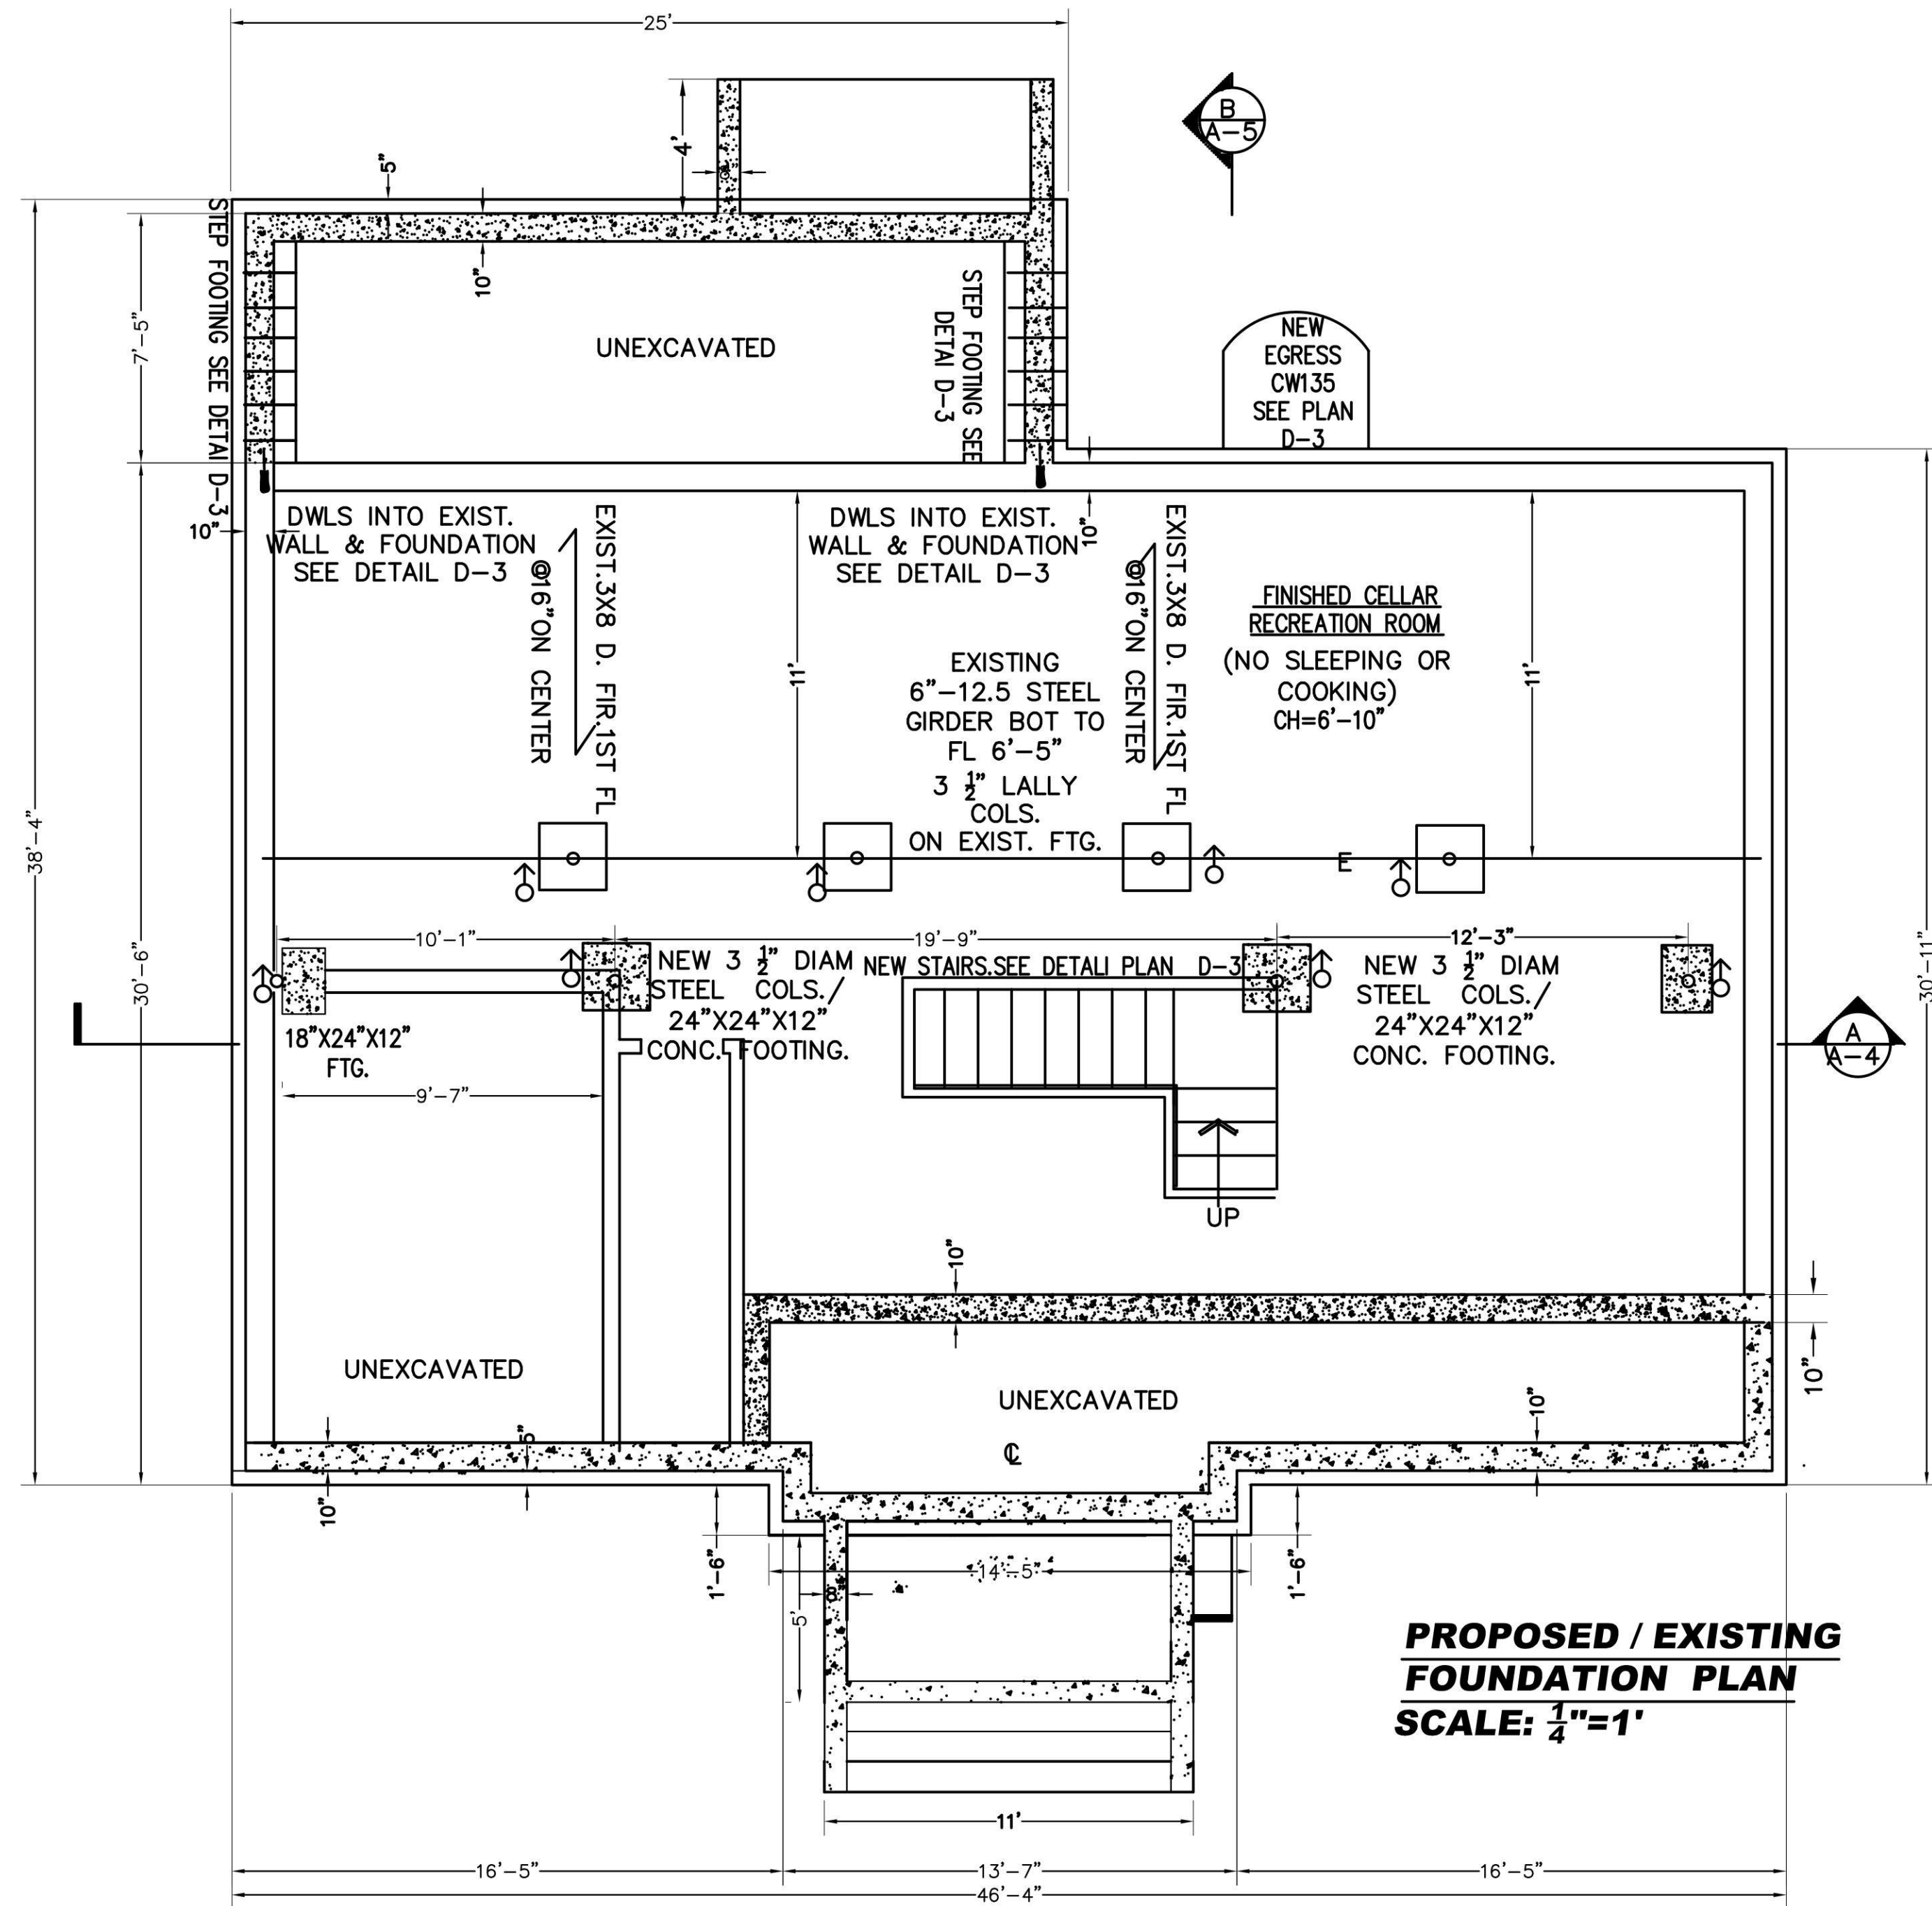 25'
B
A-5
4'
5"
10"
STEP FOOTING SEE DETAI D-3
7'-5"
UNEXCAVATED
STEP FOOTING SEE
DETAI D-3
NEW
EGRESS
CW135
SEE PLAN
D-3
10"
DWLS INTO EXIST.
WALL & FOUNDATION
SEE DETAIL D-3
EXIST.3X8 D. FIR.1ST FL
@16"ON CENTER
DWLS INTO EXIST.
WALL & FOUNDATION
SEE DETAIL D-3
10"
EXIST.3X8 D. FIR.1ST FL
@16"ON CENTER
FINISHED CELLAR
RECREATION ROOM
(NO SLEEPING OR
COOKING)
CH=6'-10"
11'
EXISTING
6"-12.5 STEEL
GIRDER BOT TO
FL 6'-5"
3 1/2" LALLY
COLS.
ON EXIST. FTG.
11'
38'-4"
30'-6"
E
10'-1"
19'-9"
12'-3"
30'-11"
NEW 3 1/2" DIAM
STEEL COLS./
24"X24"X12"
CONC. FOOTING.
NEW STAIRS.SEE DETALI PLAN D-3
NEW 3 1/2" DIAM
STEEL COLS./
24"X24"X12"
CONC. FOOTING.
18"X24"X12"
FTG.
9'-7"
A
A-4
UP
10"
UNEXCAVATED
UNEXCAVATED
10"
10"
CL
5"
10"
1'-6"
14'-5"
1'-6"
8"
5'
PROPOSED / EXISTING
FOUNDATION PLAN
SCALE: 1/4"=1'
11'
16'-5"
13'-7"
16'-5"
46'-4"